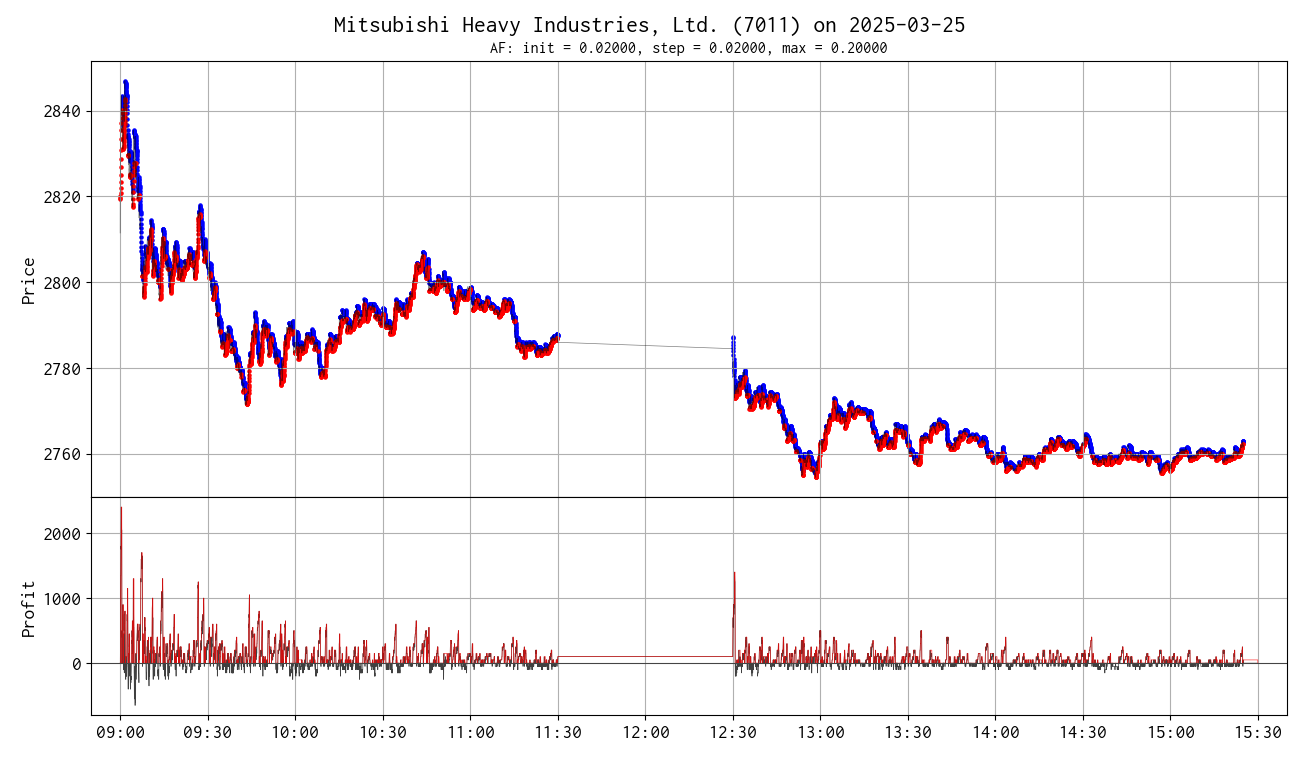 Mitsubishi Heavy Industries, Ltd. (7011) on 2025-03-25
AF: init = 0.02000, step = 0.02000, max = 0.20000
Price
2840
2820
2800
2780
2760
Profit
2000
1000
0
09:00 09:30 10:00 10:30 11:00 11:30 12:00 12:30 13:00 13:30 14:00 14:30 15:00 15:30